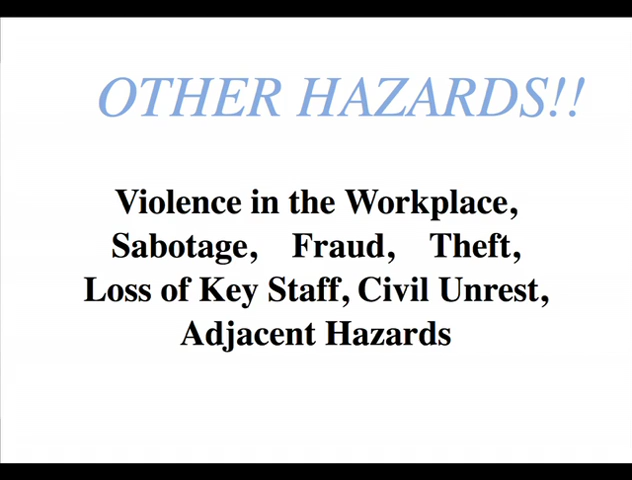 OTHER HAZARDS!!
Violence in the Workplace,
Sabotage, Fraud, Theft,
Loss of Key Staff, Civil Unrest,
Adjacent Hazards